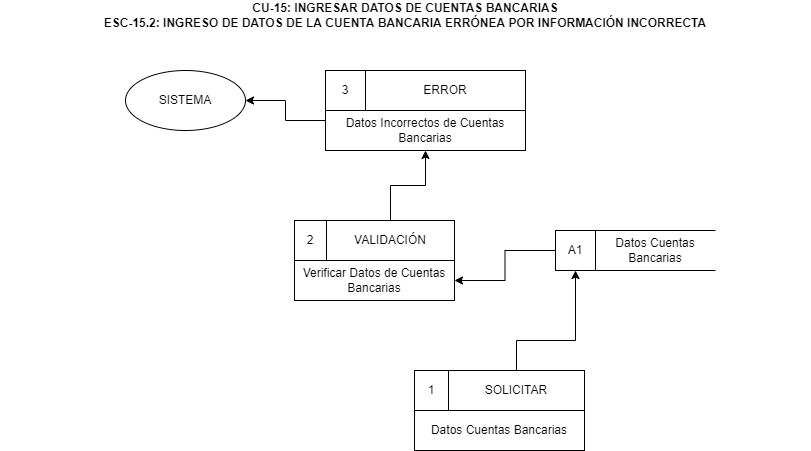 CU-15: INGRESAR DATOS DE CUENTAS BANCARIAS
ESC-15.2: INGRESO DE DATOS DE LA CUENTA BANCARIA ERRÓNEA POR INFORMACIÓN INCORRECTA
SISTEMA
3
ERROR
Datos Incorrectos de Cuentas
Bancarias
2
VALIDACIÓN
Verificar Datos de Cuentas
Bancarias
A1
Datos Cuentas
Bancarias
1
SOLICITAR
Datos Cuentas Bancarias